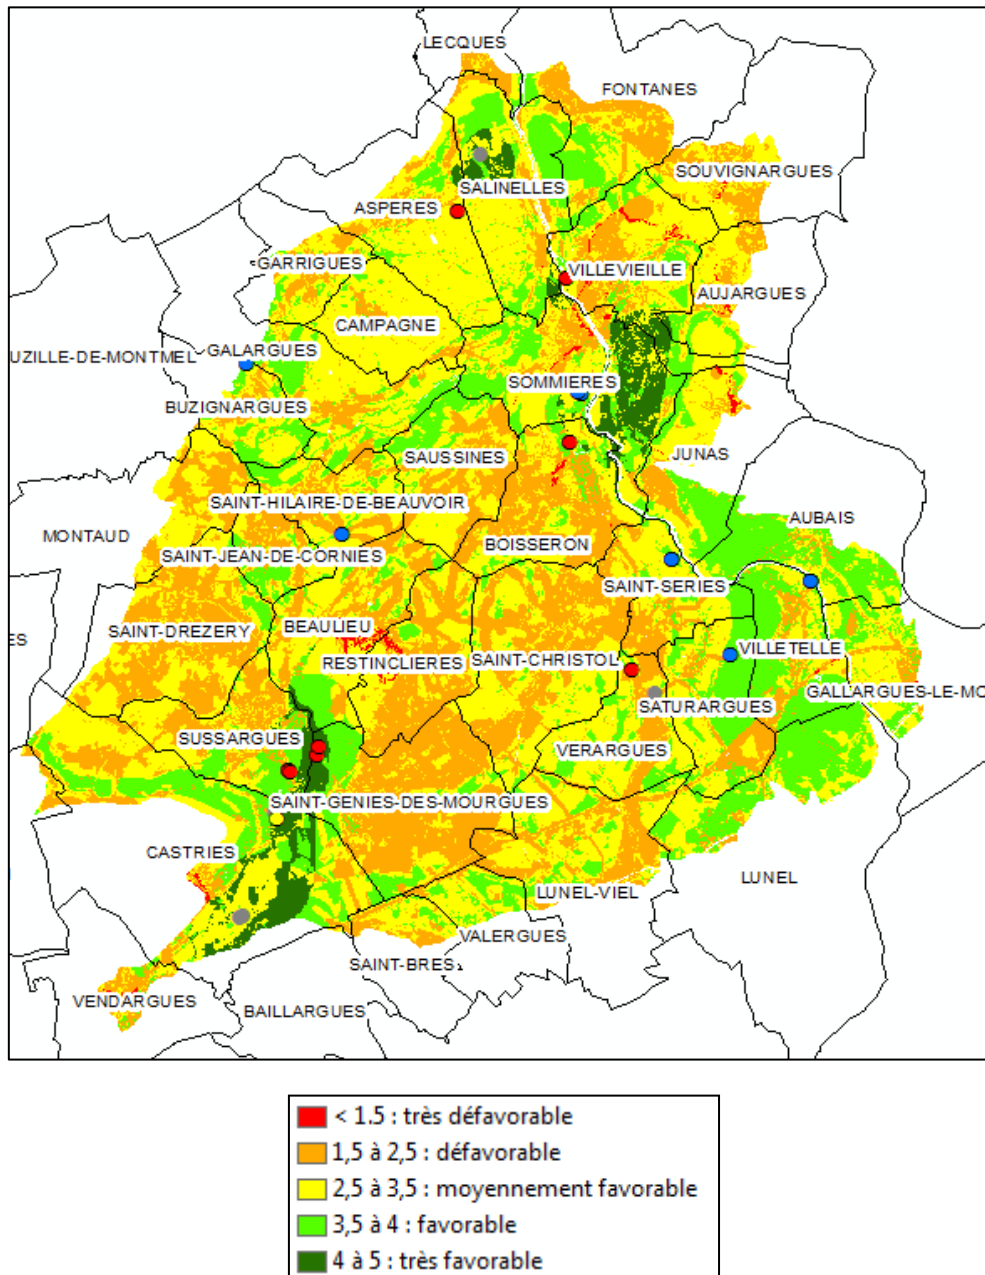 LECQUES
FONTANES
SOUVIGNARGUES
SALINELLES
ASPERES
GARRIGUES
VILLEVIEILLE
AUJARGUES
CAMPAGNE
UZILLE-DE-MONTMEL
GALARGUES
SOMMIERES
BUZIGNARGUES
SAUSSINES
JUNAS
SAINT-HILAIRE-DE-BEAUVOIR
MONTAUD
AUBAIS
BOISSERON
SAINT-JEAN-DE-CORNIES
SAINT-SERIES
SAINT-DREZERY
BEAULIEU
ES
RESTINCLIERES
SAINT-CHRISTOL
VILLETELLE
GALLARGUES-LE-MO
SATURARGUES
SUSSARGUES
VERARGUES
SAINT-GENIES-DES-MOURGUES
CASTRIES
LUNEL
LUNEL-VIEL
VALERGUES
SAINT-BRES
VENDARGUES
BAILLARGUES
< 1.5 : très défavorable
1,5 à 2,5 : défavorable
2,5 à 3,5 : moyennement favorable
3,5 à 4 : favorable
4 à 5 : très favorable